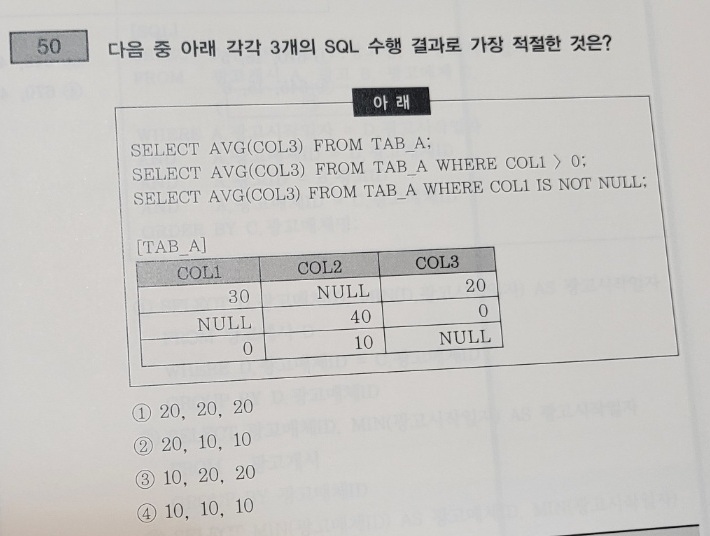 50 다음 중 아래 각각 3개의 SQL 수행 결과로 가장 적절한 것은?
아 래
SELECT AVG(COL3) FROM TAB_A;
SELECT AVG(COL3) FROM TAB_A WHERE COL1 > 0;
SELECT AVG(COL3) FROM TAB_A WHERE COL1 IS NOT NULL;
[TAB_A]
COL1 COL2 COL3
30 NULL 20
NULL 40 0
0 10 NULL
① 20, 20, 20
② 20, 10, 10
③ 10, 20, 20
④ 10, 10, 10